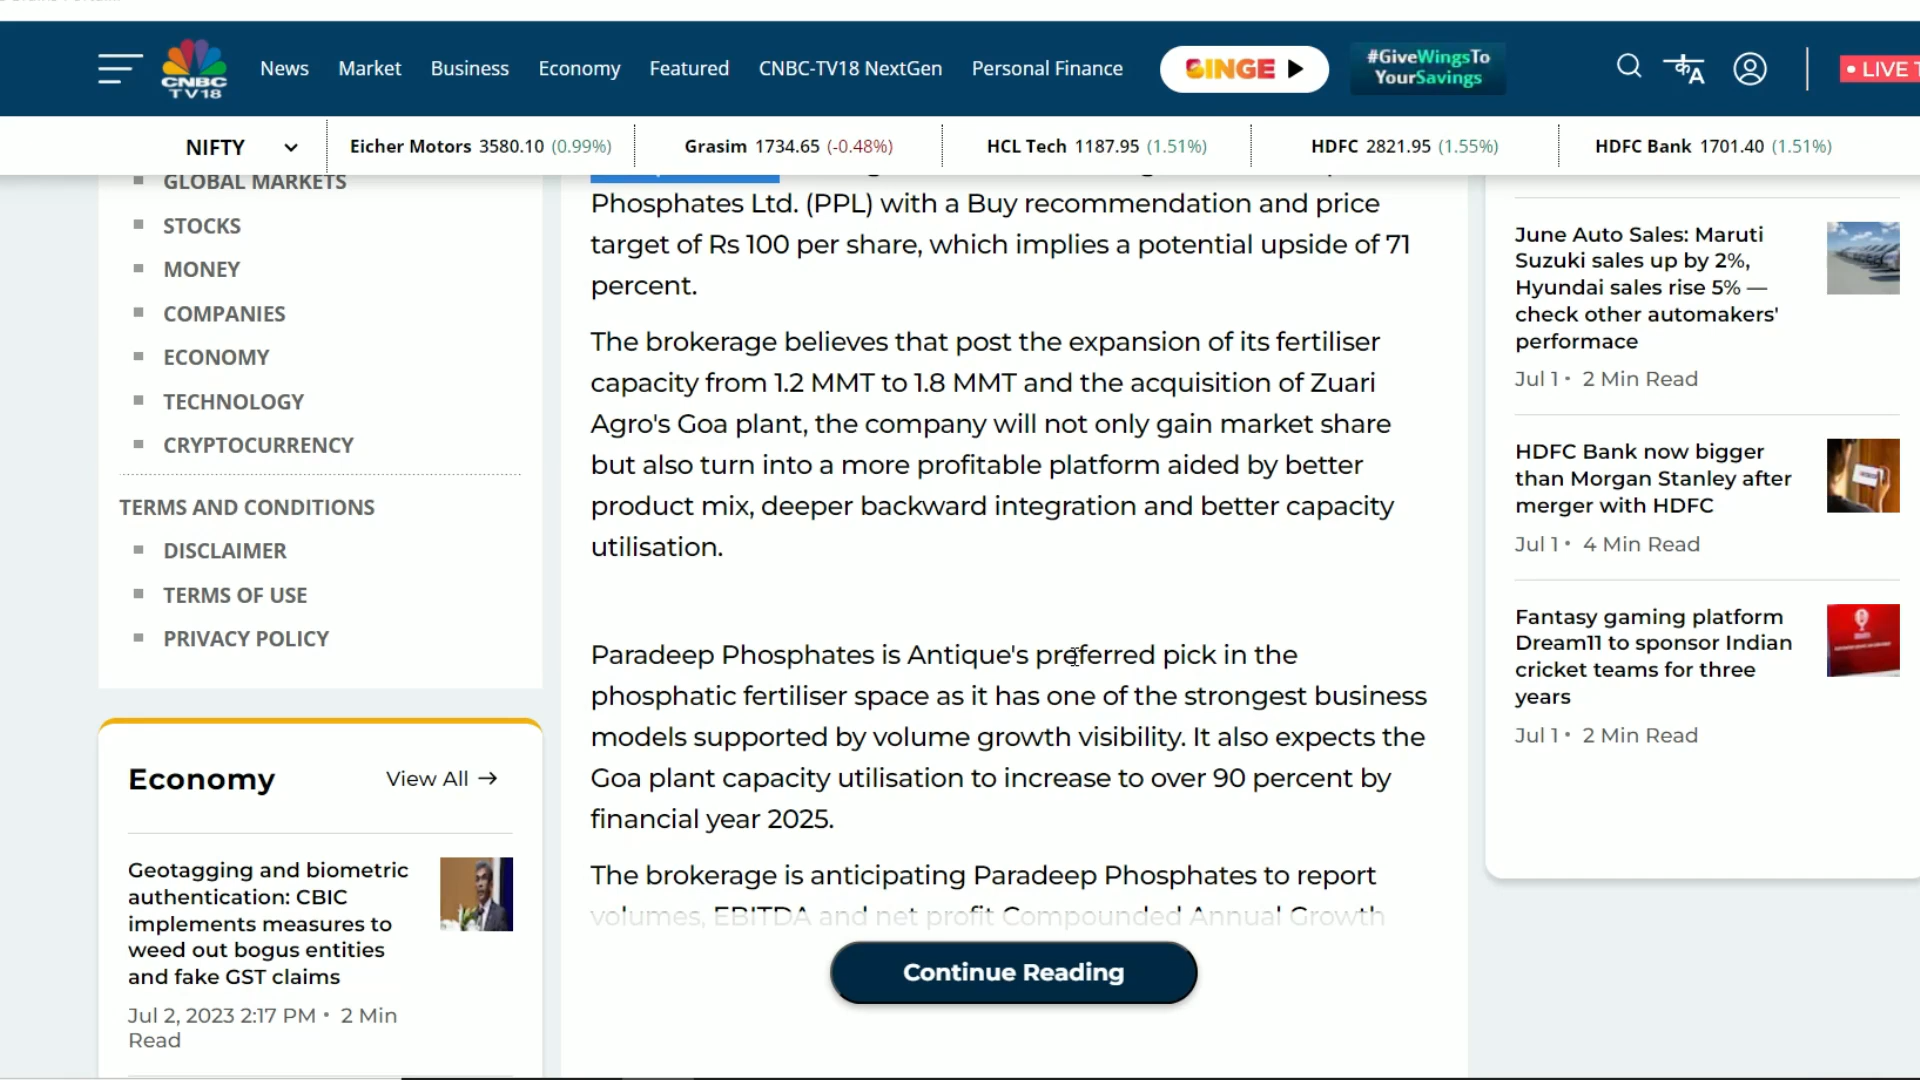 CNBC
TV18
News
Market
Business
Economy
Featured
CNBC-TV18 NextGen
Personal Finance
BINGE
#GiveWingsTo
YourSavings
LIVE T
NIFTY
Eicher Motors 3580.10 (0.99%)
Grasim 1734.65 (-0.48%)
HCL Tech 1187.95 (1.51%)
HDFC 2821.95 (1.55%)
HDFC Bank 1701.40 (1.51%)
GLOBAL MARKETS
STOCKS
MONEY
COMPANIES
ECONOMY
TECHNOLOGY
CRYPTOCURRENCY
TERMS AND CONDITIONS
DISCLAIMER
TERMS OF USE
PRIVACY POLICY
Economy
View All →
Geotagging and biometric
authentication: CBIC
implements measures to
weed out bogus entities
and fake GST claims
Jul 2, 2023 2:17 PM • 2 Min
Read
Phosphates Ltd. (PPL) with a Buy recommendation and price
target of Rs 100 per share, which implies a potential upside of 71
percent.
The brokerage believes that post the expansion of its fertiliser
capacity from 1.2 MMT to 1.8 MMT and the acquisition of Zuari
Agro's Goa plant, the company will not only gain market share
but also turn into a more profitable platform aided by better
product mix, deeper backward integration and better capacity
utilisation.
Paradeep Phosphates is Antique's preferred pick in the
phosphatic fertiliser space as it has one of the strongest business
models supported by volume growth visibility. It also expects the
Goa plant capacity utilisation to increase to over 90 percent by
financial year 2025.
The brokerage is anticipating Paradeep Phosphates to report
volumes, EBITDA and net profit Compounded Annual Growth
Continue Reading
June Auto Sales: Maruti
Suzuki sales up by 2%,
Hyundai sales rise 5% —
check other automakers'
performace
Jul 1 • 2 Min Read
HDFC Bank now bigger
than Morgan Stanley after
merger with HDFC
Jul 1 • 4 Min Read
Fantasy gaming platform
Dream11 to sponsor Indian
cricket teams for three
years
Jul 1 • 2 Min Read